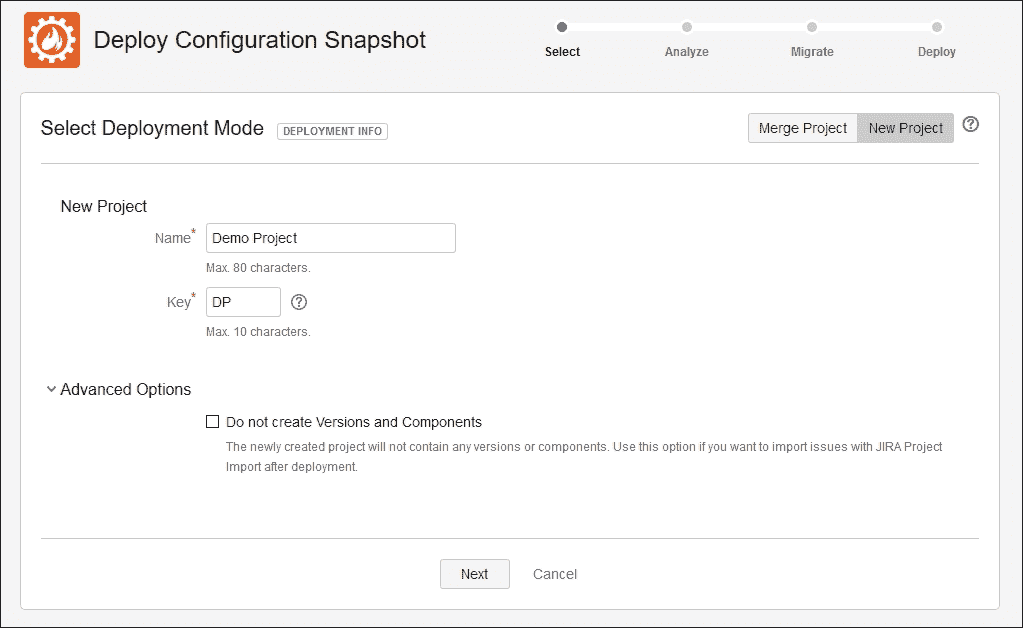 Deploy Configuration Snapshot
Select
Analyze
Migrate
Deploy
Select Deployment Mode
DEPLOYMENT INFO
Merge Project
New Project
?
New Project
Name*
Demo Project
Max. 80 characters.
Key*
DP
?
Max. 10 characters.
Advanced Options
Do not create Versions and Components
The newly created project will not contain any versions or components. Use this option if you want to import issues with JIRA Project
Import after deployment.
Next
Cancel